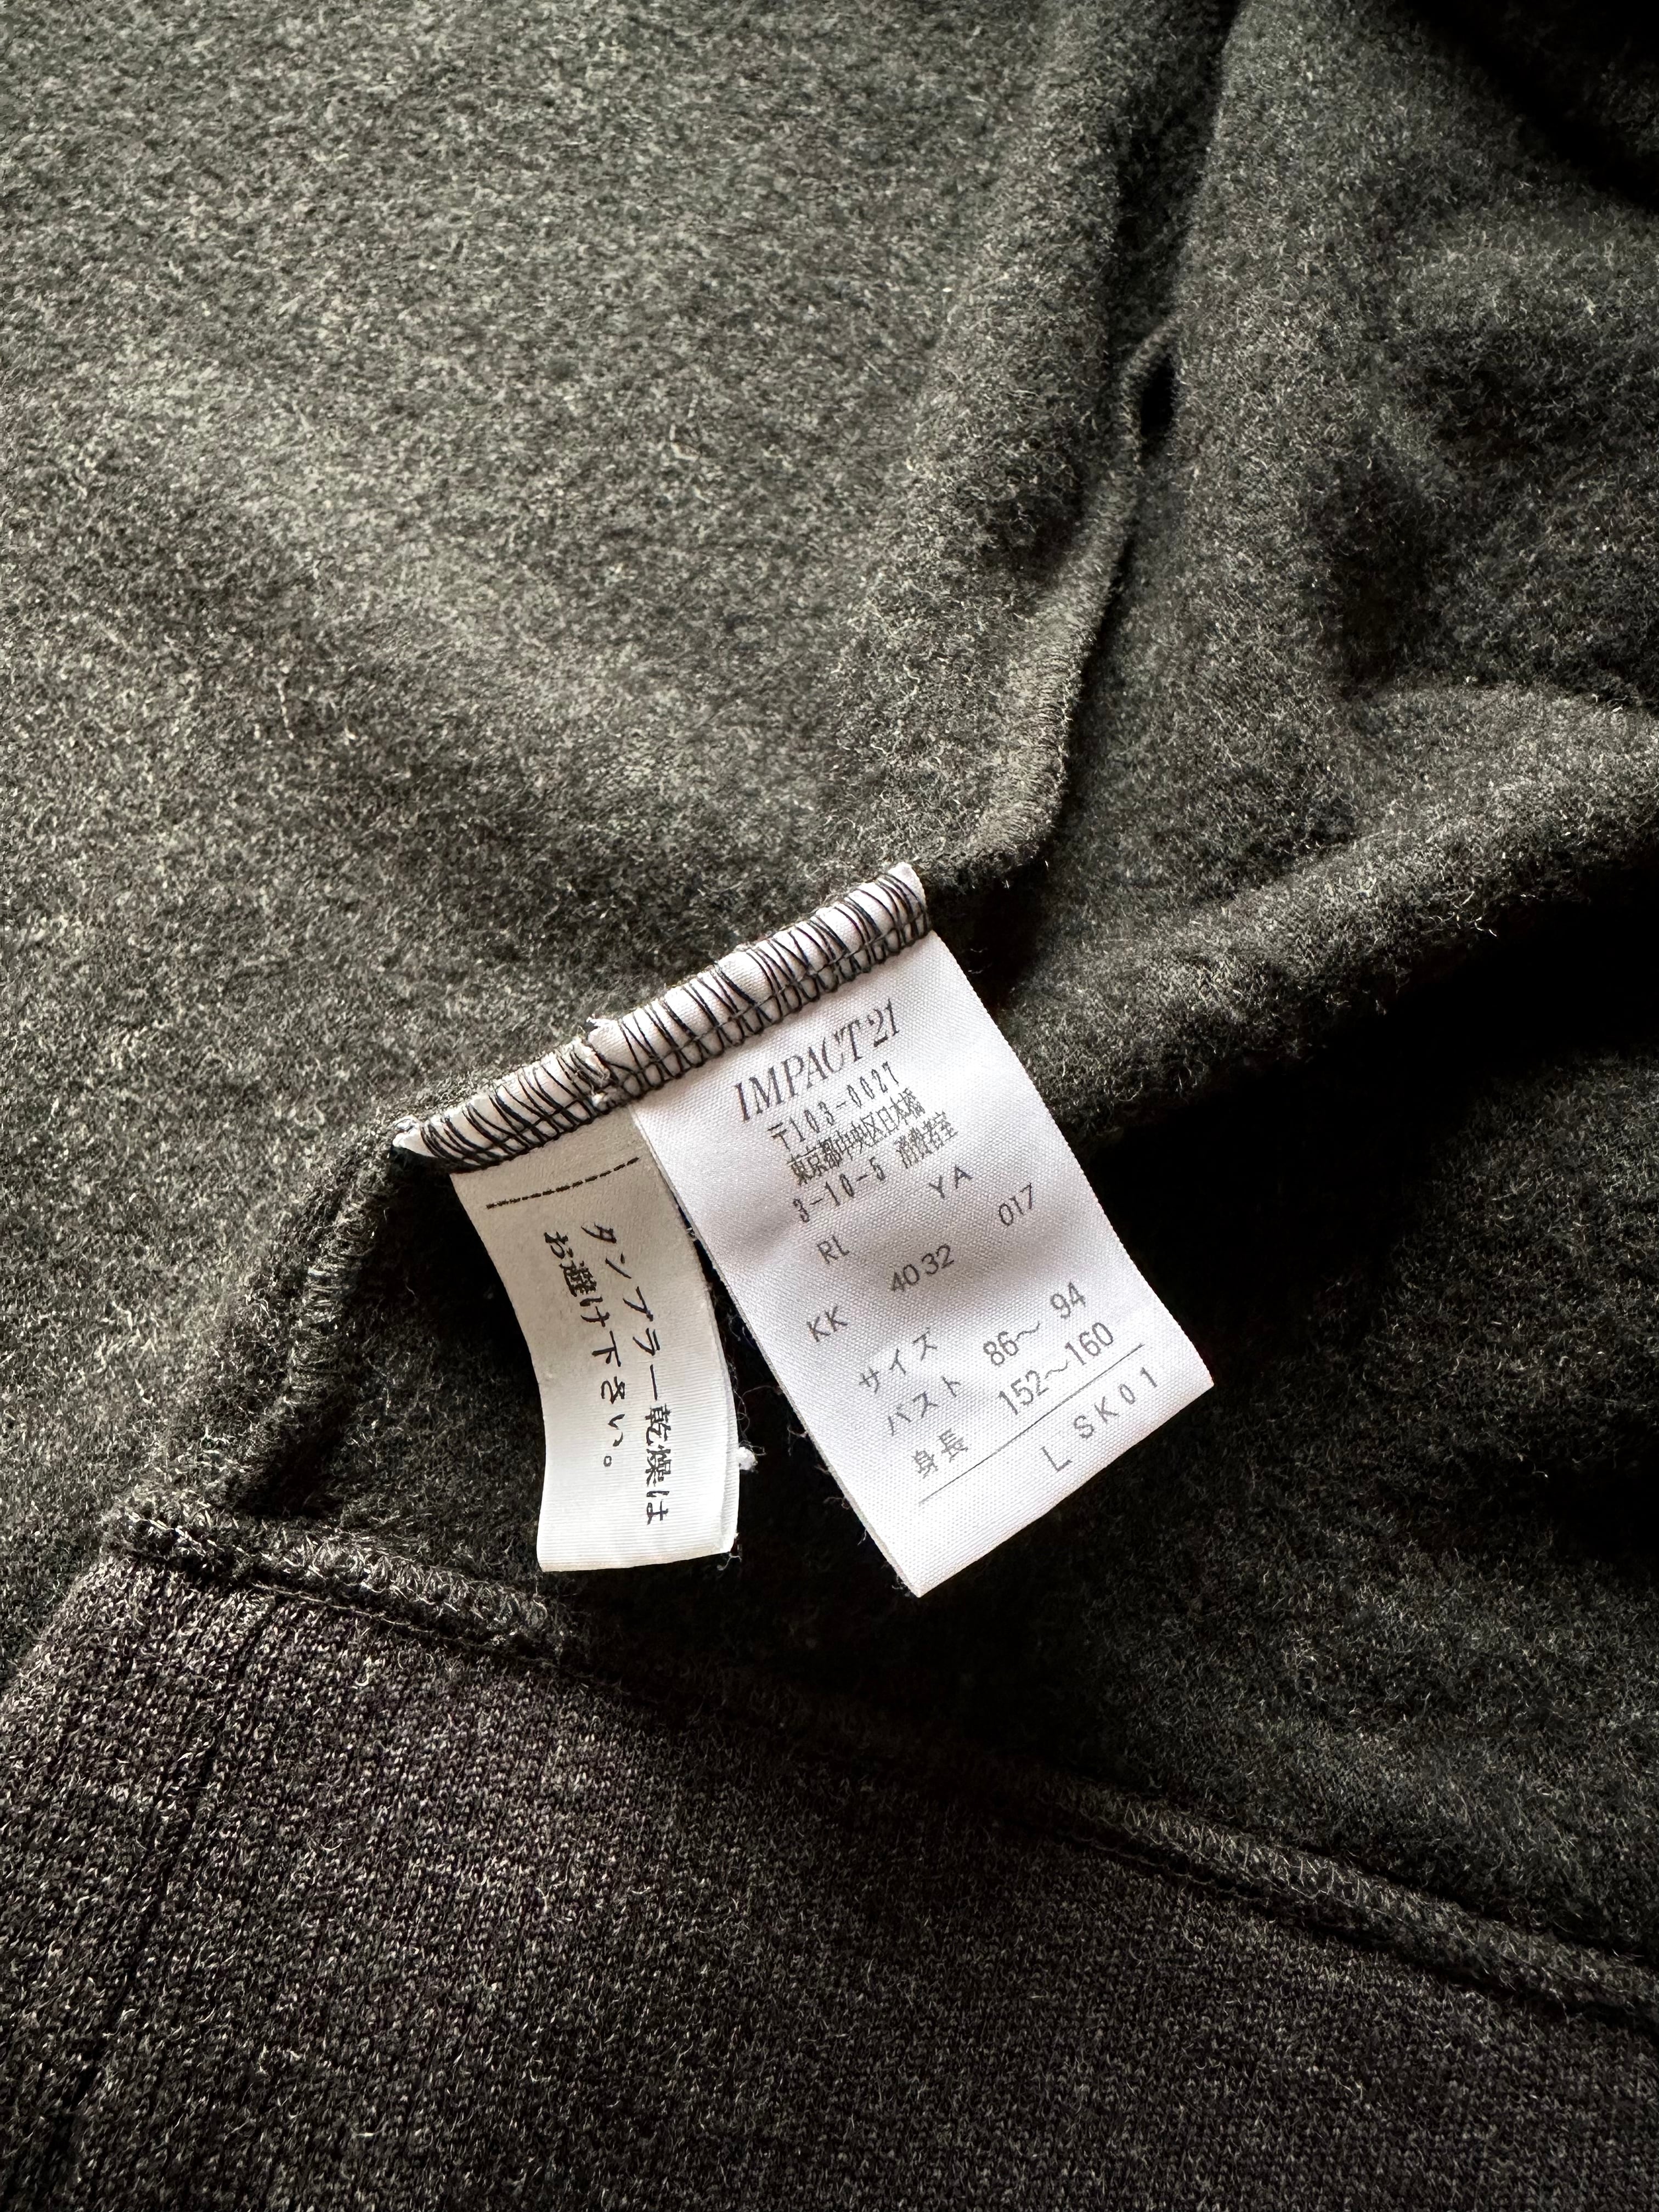 タンブラー乾燥は
お避け下さい。
IMPACT 21
〒103-0027
東京都中央区日本橋
3-10-5 消費者室
RL YA
KK 4032 017
サイズ
バスト 86〜 94
身長 152〜160
L SK01